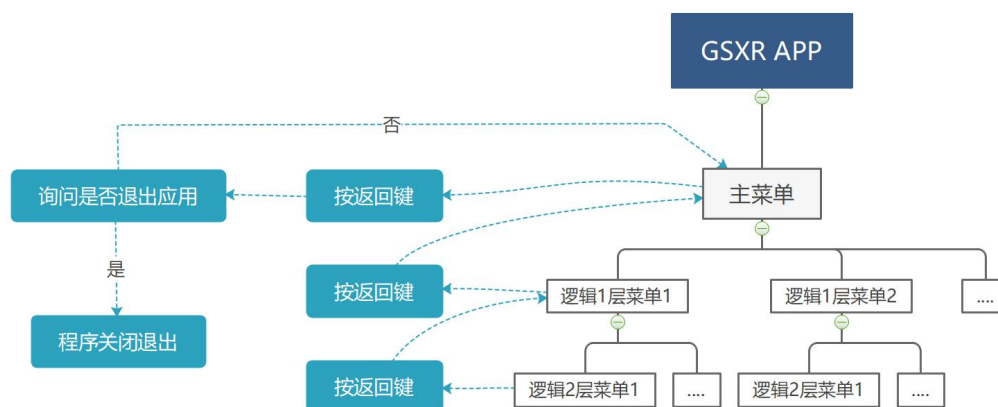 GSXR APP
否
询问是否退出应用
按返回键
主菜单
是
按返回键
逻辑1层菜单1
逻辑1层菜单2
....
程序关闭退出
按返回键
逻辑2层菜单1
....
逻辑2层菜单1
....